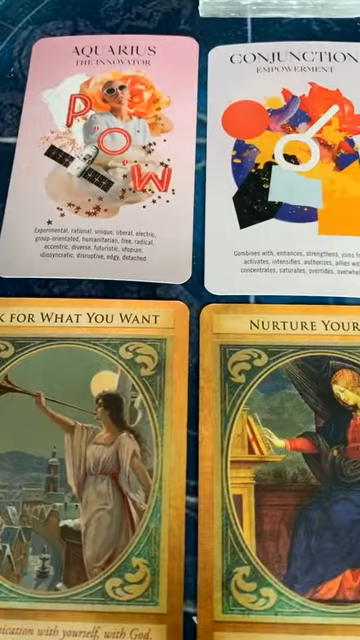 AQUARIUS
THE INNOVATOR
POW
Experimental, rational, unique, liberal, electric,
group-orientated, humanitarian, free, radical,
eccentric, diverse, futuristic, utopian,
idiosyncratic, disruptive, edgy, detached
CONJUNCTION
EMPOWERMENT
Combines with, enhances, strengthens, joins
activates, intensifies, authorizes, allies
concentrates, saturates, overrides,
FOR WHAT YOU WANT
NURTURE
with yourself, with God.